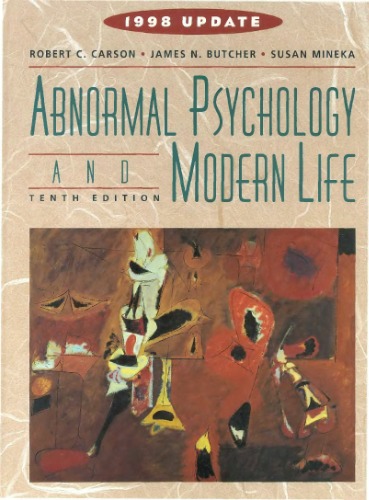 1998 UPDATE
ROBERT C. CARSON • JAMES N. BUTCHER • SUSAN MINEKA
ABNORMAL PSYCHOLOGY
AND MODERN LIFE
TENTH EDITION